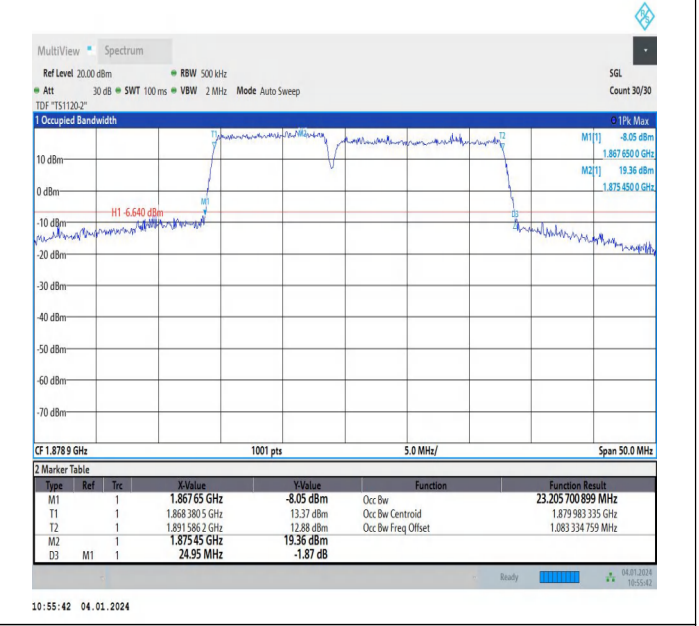 R S
MultiView Spectrum
Ref Level 20.00 dBm RBW 500 kHz SGL
Att 30 dB SWT 100 ms VBW 2 MHz Mode Auto Sweep Count 30/30
TDF "TS1120-2"
1 Occupied Bandwidth 1Pk Max
M1[1] -8.05 dBm
1.867 650 0 GHz
M2[1] 19.36 dBm
1.875 450 0 GHz
T1 M2 T2
10 dBm
0 dBm
M1
H1 -6.640 dBm
D3
-10 dBm
-20 dBm
-30 dBm
-40 dBm
-50 dBm
-60 dBm
-70 dBm
CF 1.878 9 GHz 1001 pts 5.0 MHz/ Span 50.0 MHz
2 Marker Table
Type Ref Trc X-Value Y-Value Function Function Result
M1 1 1.867 65 GHz -8.05 dBm Occ Bw 23.205 700 899 MHz
T1 1 1.868 380 5 GHz 13.37 dBm Occ Bw Centroid 1.879 983 335 GHz
T2 1 1.891 586 2 GHz 12.88 dBm Occ Bw Freq Offset 1.083 334 759 MHz
M2 1 1.875 45 GHz 19.36 dBm
D3 M1 1 24.95 MHz -1.87 dB
Ready 04.01.2024
10:55:42
10:55:42 04.01.2024